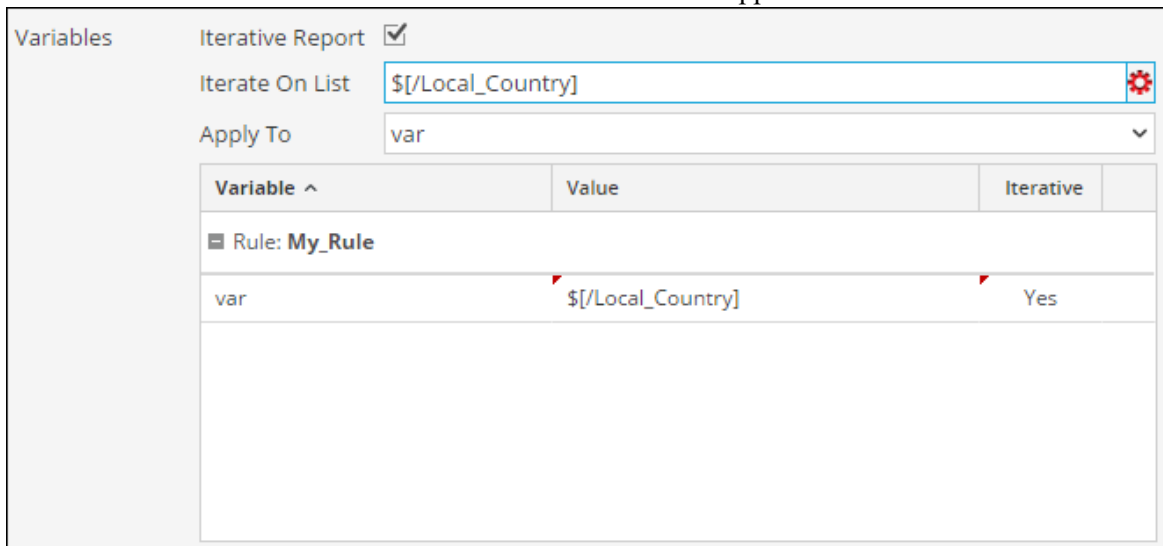 Variables
Iterative Report
Iterate On List $[/Local_Country]
Apply To var
Variable Value Iterative
Rule: My_Rule
var $[/Local_Country] Yes